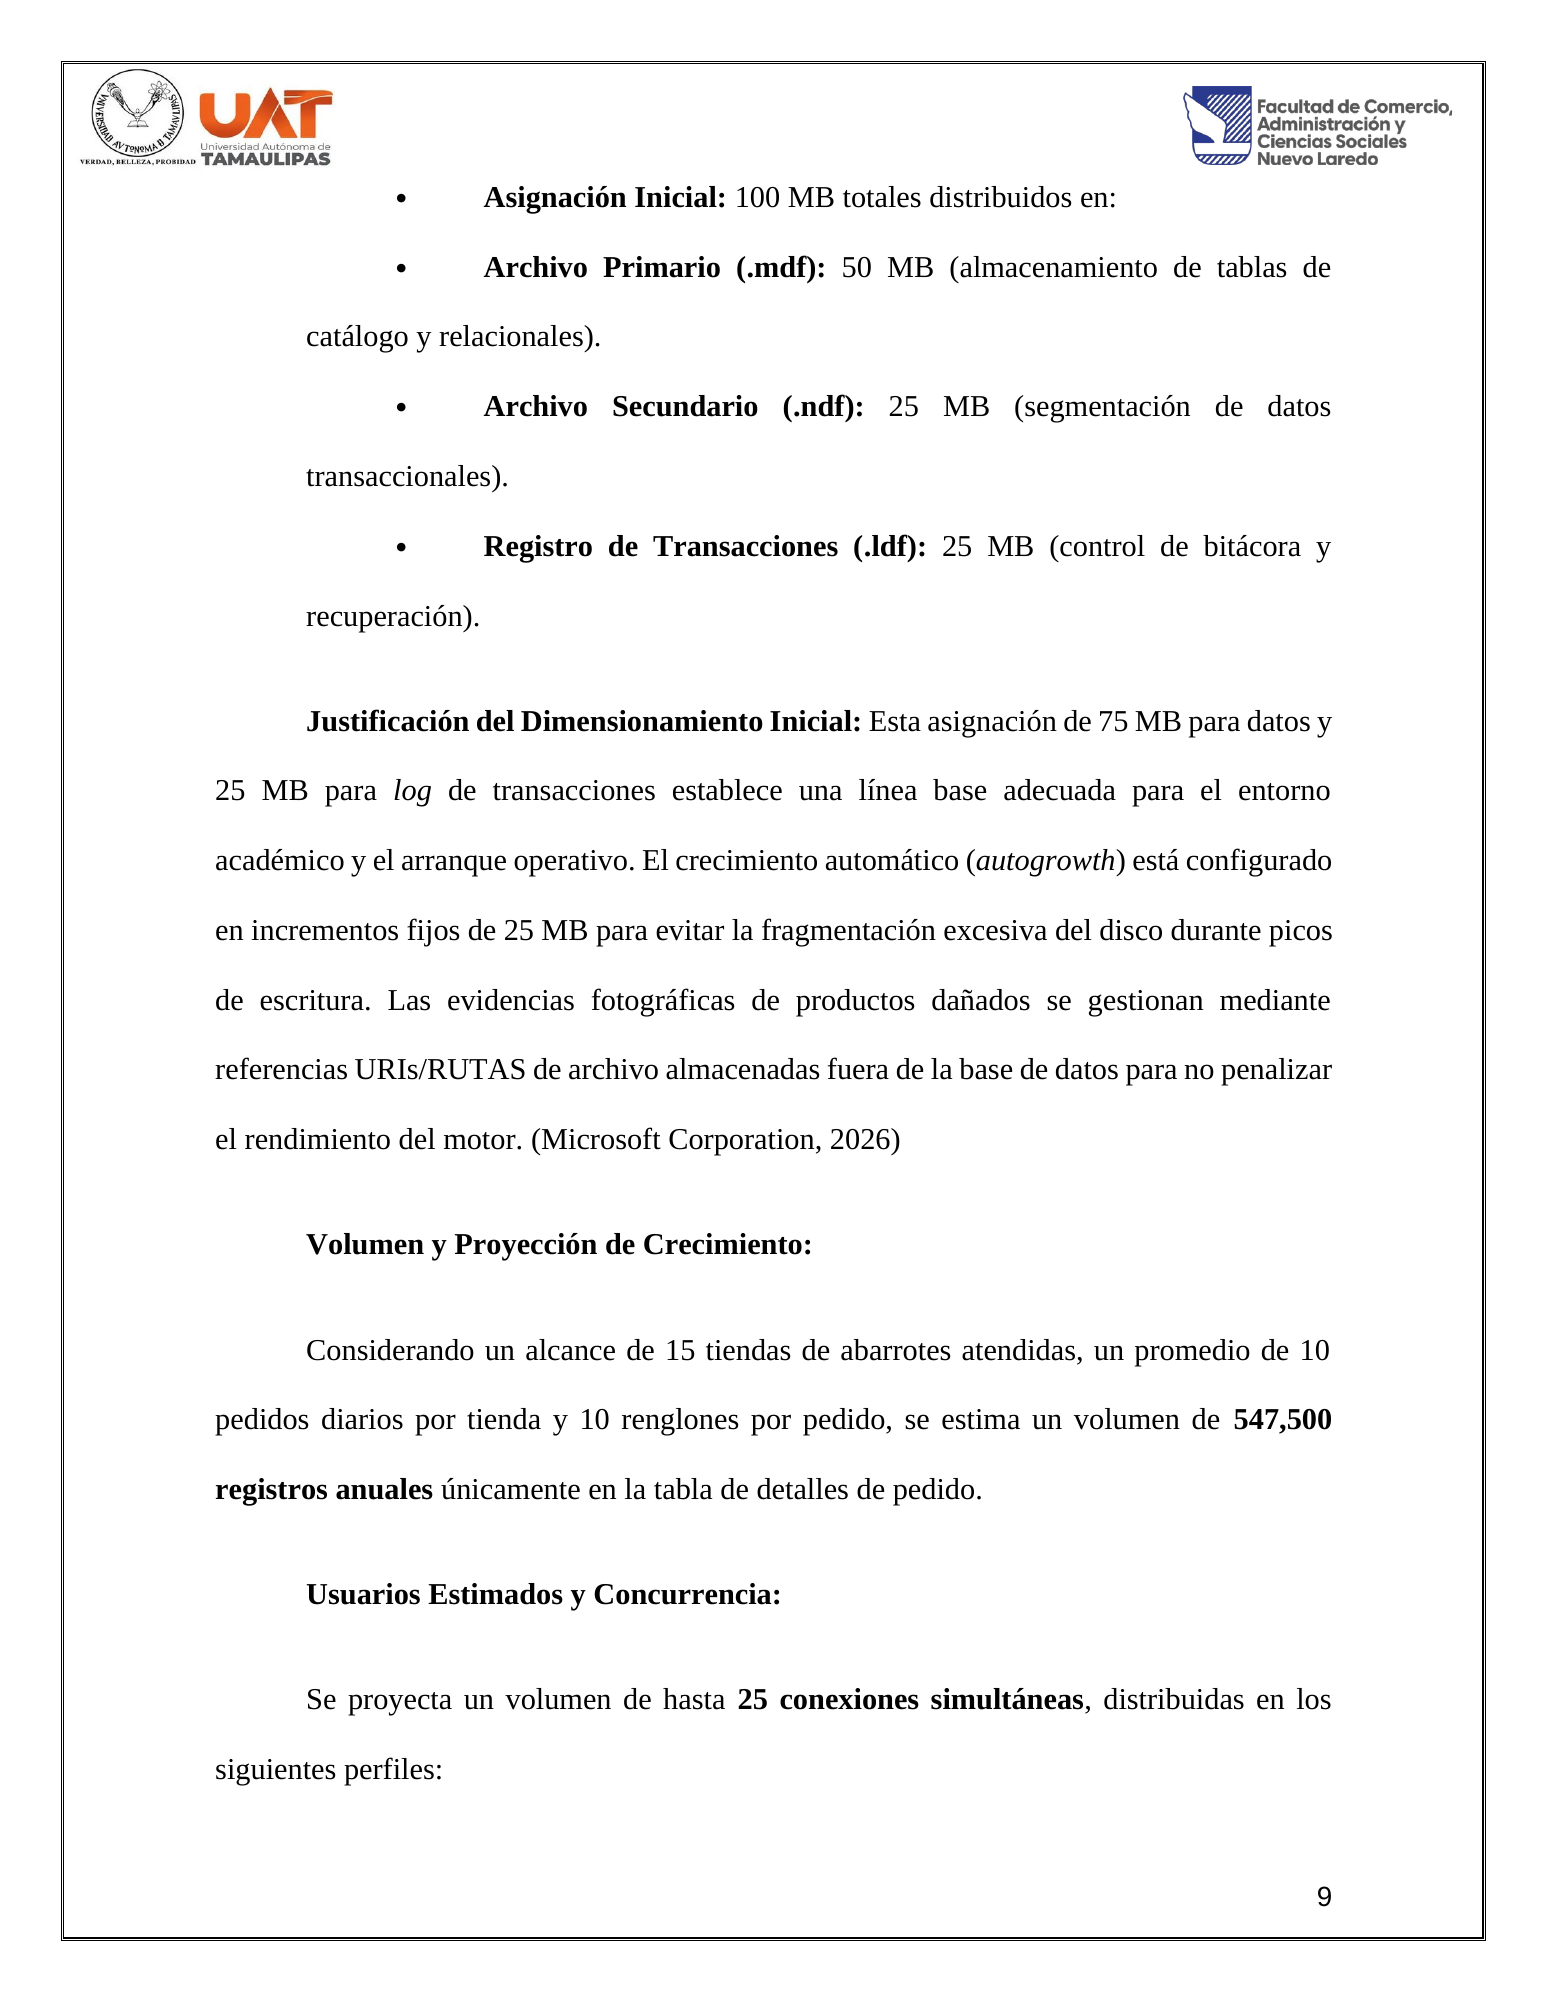 UNIVERSIDAD AVTONOMA D TAMAVLIPAS
VERDAD, BELLEZA, PROBIDAD
UAT
Universidad Autónoma de
TAMAULIPAS
Facultad de Comercio,
Administración y
Ciencias Sociales
Nuevo Laredo
• Asignación Inicial: 100 MB totales distribuidos en:
• Archivo Primario (.mdf): 50 MB (almacenamiento de tablas de
catálogo y relacionales).
• Archivo Secundario (.ndf): 25 MB (segmentación de datos
transaccionales).
• Registro de Transacciones (.ldf): 25 MB (control de bitácora y
recuperación).
Justificación del Dimensionamiento Inicial: Esta asignación de 75 MB para datos y
25 MB para log de transacciones establece una línea base adecuada para el entorno
académico y el arranque operativo. El crecimiento automático (autogrowth) está configurado
en incrementos fijos de 25 MB para evitar la fragmentación excesiva del disco durante picos
de escritura. Las evidencias fotográficas de productos dañados se gestionan mediante
referencias URIs/RUTAS de archivo almacenadas fuera de la base de datos para no penalizar
el rendimiento del motor. (Microsoft Corporation, 2026)
Volumen y Proyección de Crecimiento:
Considerando un alcance de 15 tiendas de abarrotes atendidas, un promedio de 10
pedidos diarios por tienda y 10 renglones por pedido, se estima un volumen de 547,500
registros anuales únicamente en la tabla de detalles de pedido.
Usuarios Estimados y Concurrencia:
Se proyecta un volumen de hasta 25 conexiones simultáneas, distribuidas en los
siguientes perfiles:
9